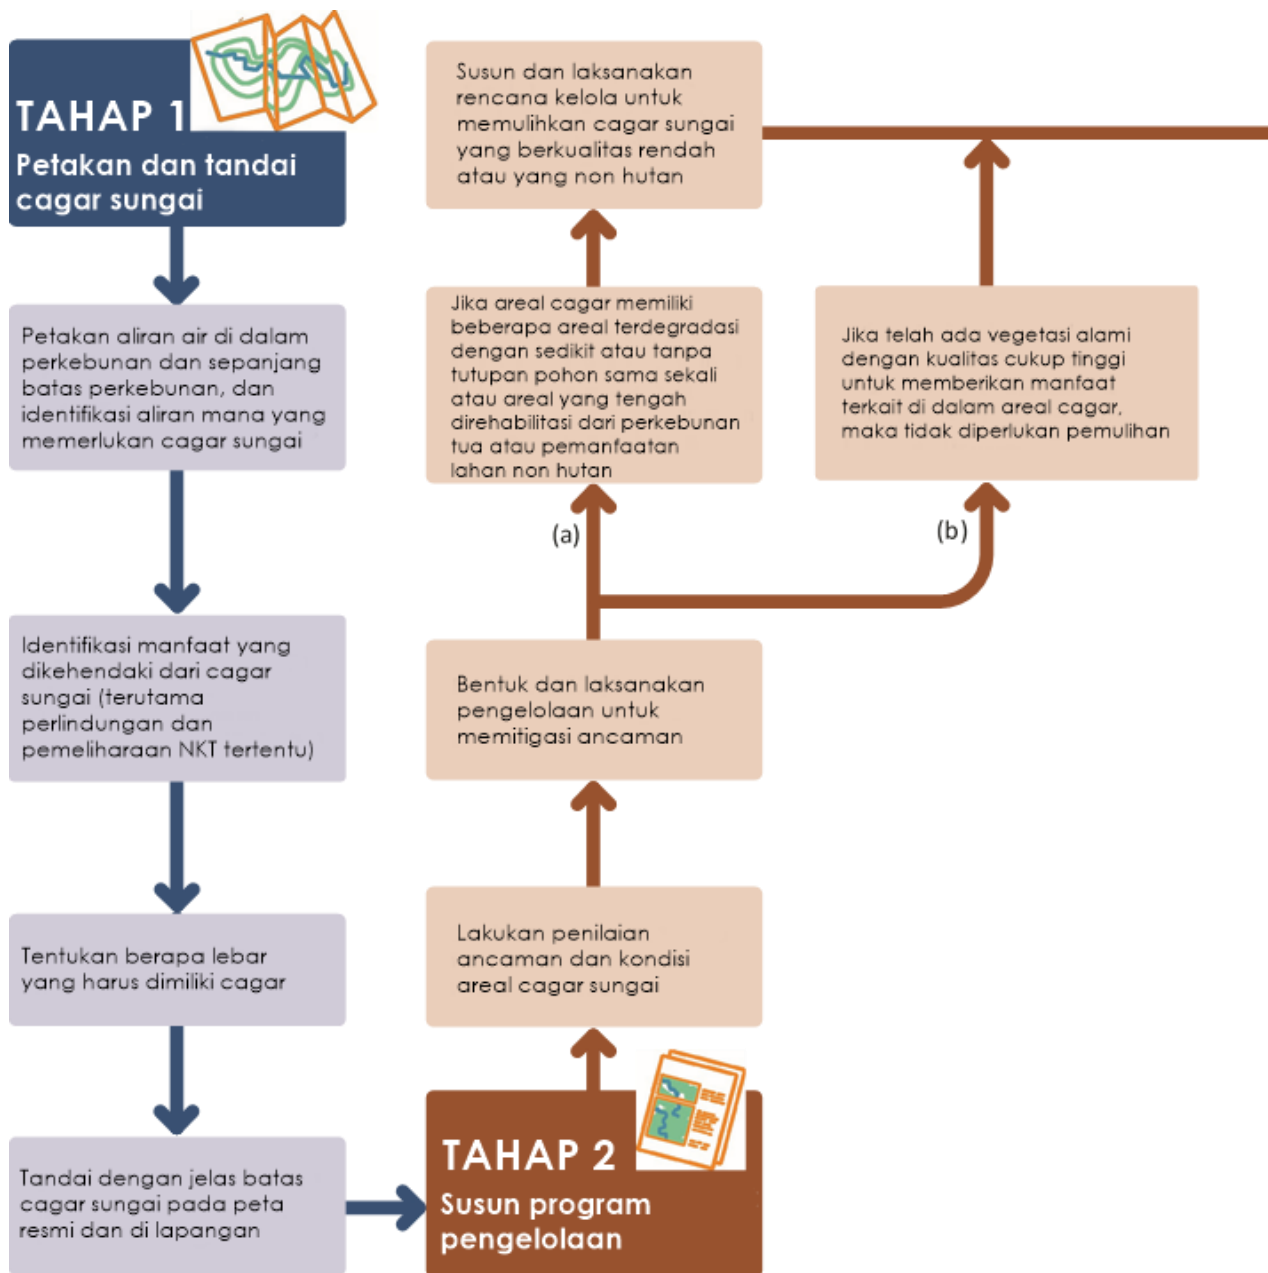 TAHAP 1
Petakan dan tandai
cagar sungai
Petakan aliran air di dalam
perkebunan dan sepanjang
batas perkebunan, dan
identifikasi aliran mana yang
memerlukan cagar sungai
Identifikasi manfaat yang
dikehendaki dari cagar
sungai (terutama
perlindungan dan
pemeliharaan NKT tertentu)
Tentukan berapa lebar
yang harus dimiliki cagar
Tandai dengan jelas batas
cagar sungai pada peta
resmi dan di lapangan
TAHAP 2
Susun program
pengelolaan
Lakukan penilaian
ancaman dan kondisi
areal cagar sungai
Bentuk dan laksanakan
pengelolaan untuk
memitigasi ancaman
(a)
Jika areal cagar memiliki
beberapa areal terdegradasi
dengan sedikit atau tanpa
tutupan pohon sama sekali
atau areal yang tengah
direhabilitasi dari perkebunan
tua atau pemanfaatan
lahan non hutan
Susun dan laksanakan
rencana kelola untuk
memulihkan cagar sungai
yang berkualitas rendah
atau yang non hutan
(b)
Jika telah ada vegetasi alami
dengan kualitas cukup tinggi
untuk memberikan manfaat
terkait di dalam areal cagar,
maka tidak diperlukan pemulihan